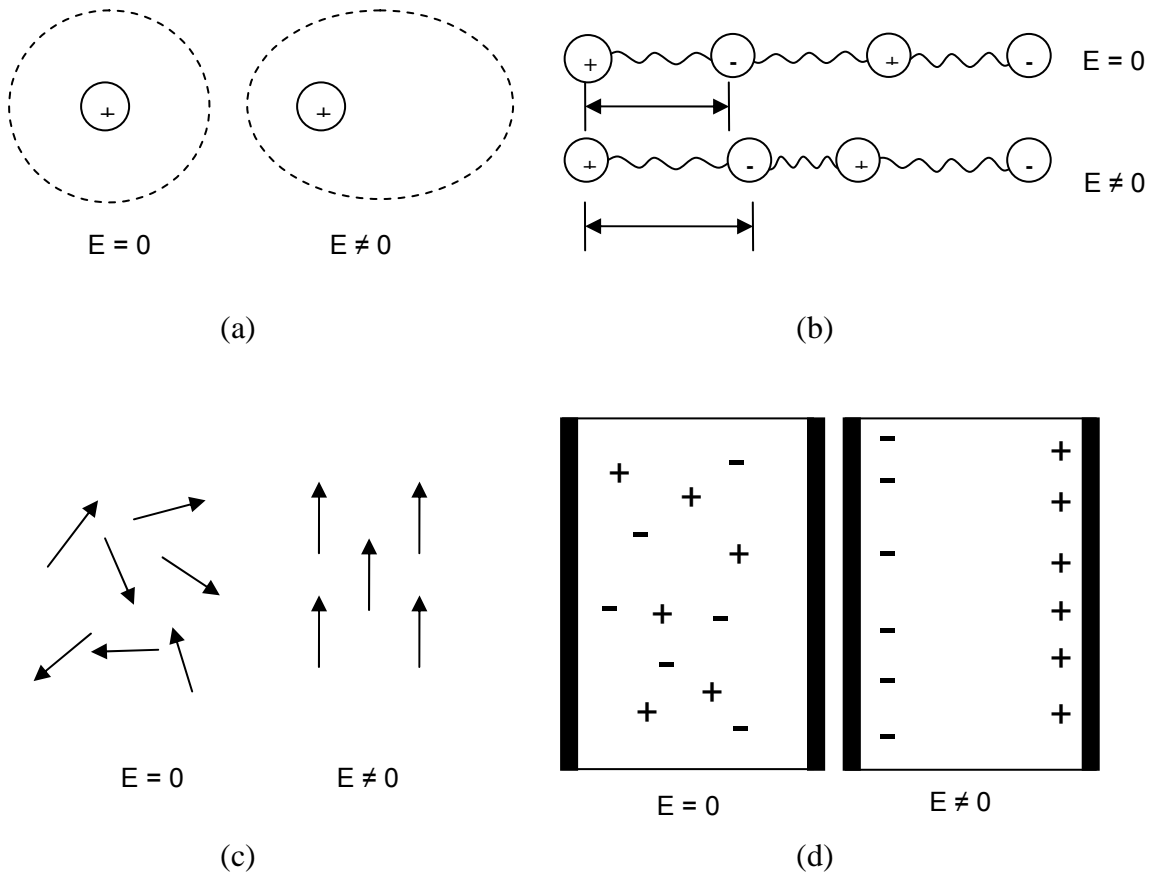 + - + - E = 0
+ +
+ - + - E ≠ 0
E = 0 E ≠ 0
(a) (b)
- -
+ + +
+ - + - +
- +
- + - - +
- +
+ + - - +
- -
E = 0 E ≠ 0
E = 0 E ≠ 0
(c) (d)